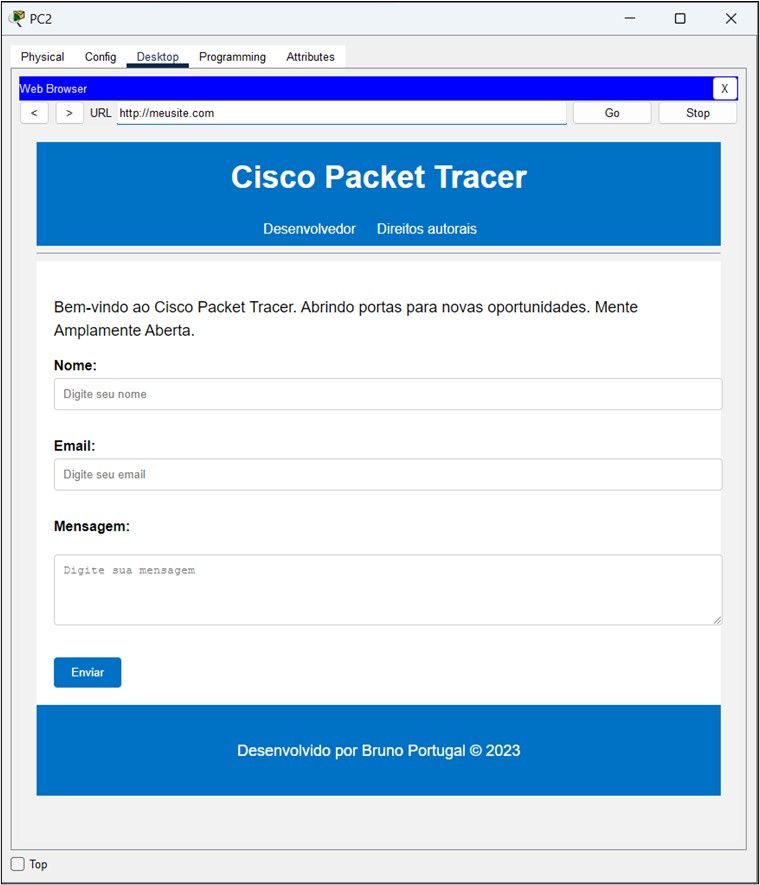 PC2
Physical Config Desktop Programming Attributes
Web Browser X
< > URL http://meusite.com Go Stop
Cisco Packet Tracer
Desenvolvedor Direitos autorais
Bem-vindo ao Cisco Packet Tracer. Abrindo portas para novas oportunidades. Mente
Amplamente Aberta.
Nome:
Digite seu nome
Email:
Digite seu email
Mensagem:
Digite sua mensagem
Enviar
Desenvolvido por Bruno Portugal © 2023
Top